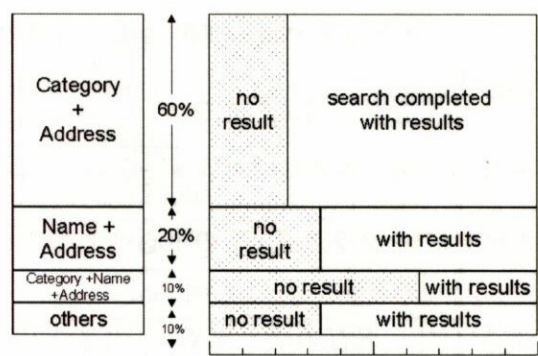 Category
+
Address
60%
no
result
search completed
with results
Name +
Address
20%
no
result
with results
Category +Name
+Address
10%
no result
with results
others
10%
no result
with results